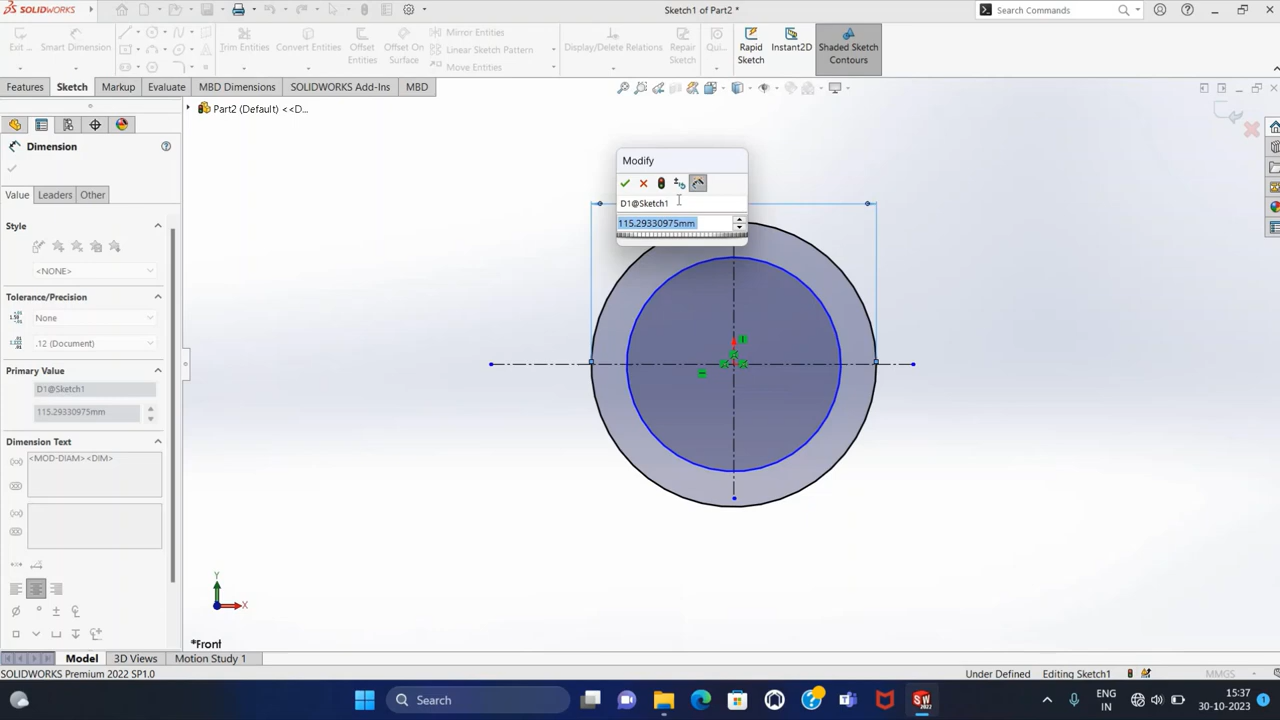 SOLIDWORKS
Sketch1 of Part2 *
Search Commands
Exit ...
Smart Dimension
Trim Entities
Convert Entities
Offset Entities
Offset On Surface
Mirror Entities
Linear Sketch Pattern
Move Entities
Display/Delete Relations
Repair Sketch
Qui...
Rapid Sketch
Instant2D
Shaded Sketch Contours
Features
Sketch
Markup
Evaluate
MBD Dimensions
SOLIDWORKS Add-Ins
MBD
Part2 (Default) <<D...
Dimension
Value
Leaders
Other
Style
<NONE>
Tolerance/Precision
None
.12 (Document)
Primary Value
D1@Sketch1
115.29330975mm
Dimension Text
<MOD-DIAM><DIM>
Modify
D1@Sketch1
115.29330975mm
Y
X
*Front
Model
3D Views
Motion Study 1
SOLIDWORKS Premium 2022 SP1.0
Under Defined
Editing Sketch1
MMGS
Search
ENG
IN
15:37
30-10-2023